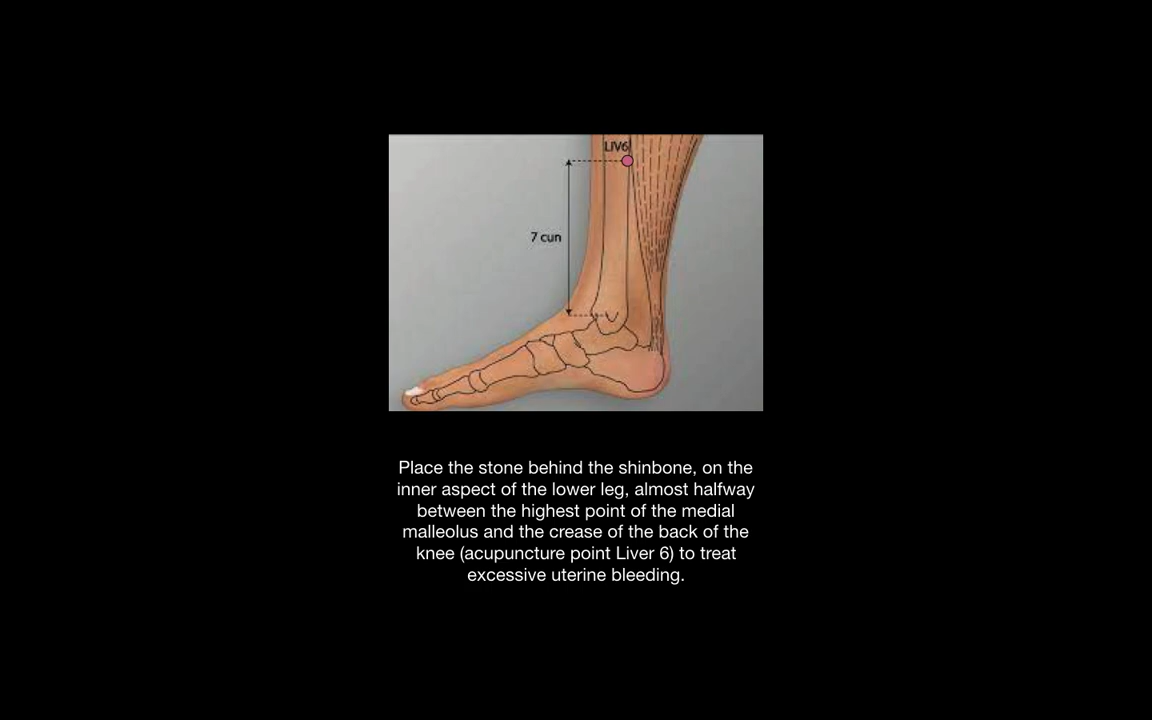 LIV6
7 cun
Place the stone behind the shinbone, on the
inner aspect of the lower leg, almost halfway
between the highest point of the medial
malleolus and the crease of the back of the
knee (acupuncture point Liver 6) to treat
excessive uterine bleeding.